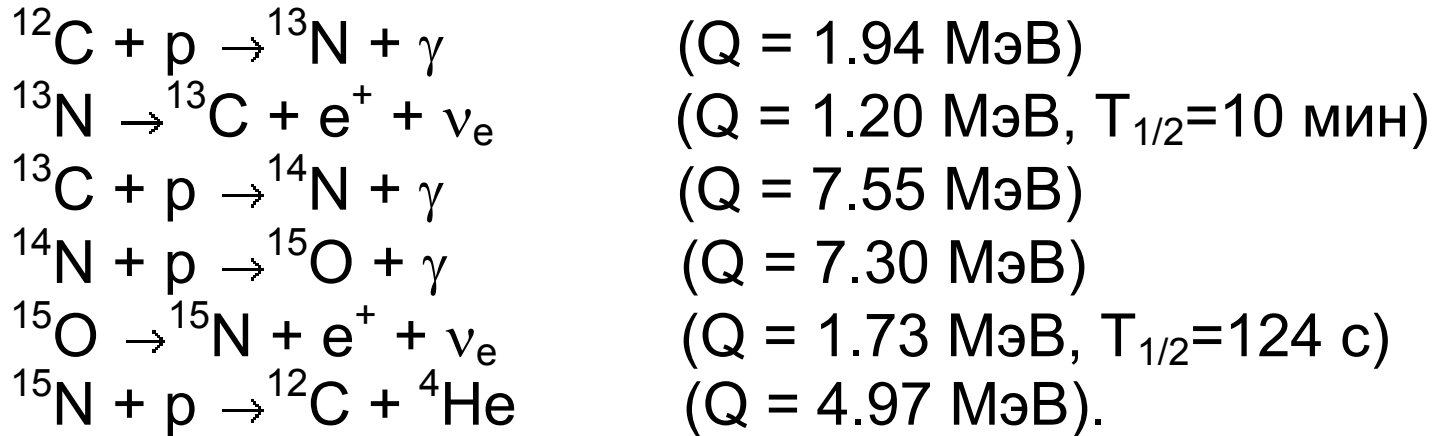 ¹²C + p →¹³N + γ (Q = 1.94 МэВ)
¹³N →¹³C + e⁺ + νₑ (Q = 1.20 МэВ, T₁/₂=10 мин)
¹³C + p →¹⁴N + γ (Q = 7.55 МэВ)
¹⁴N + p →¹⁵O + γ (Q = 7.30 МэВ)
¹⁵O →¹⁵N + e⁺ + νₑ (Q = 1.73 МэВ, T₁/₂=124 с)
¹⁵N + p →¹²C + ⁴He (Q = 4.97 МэВ).